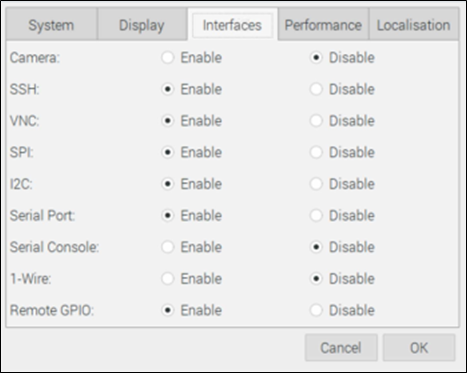 System Display Interfaces Performance Localisation
Camera: Enable Disable
SSH: Enable Disable
VNC: Enable Disable
SPI: Enable Disable
I2C: Enable Disable
Serial Port: Enable Disable
Serial Console: Enable Disable
1-Wire: Enable Disable
Remote GPIO: Enable Disable
Cancel OK